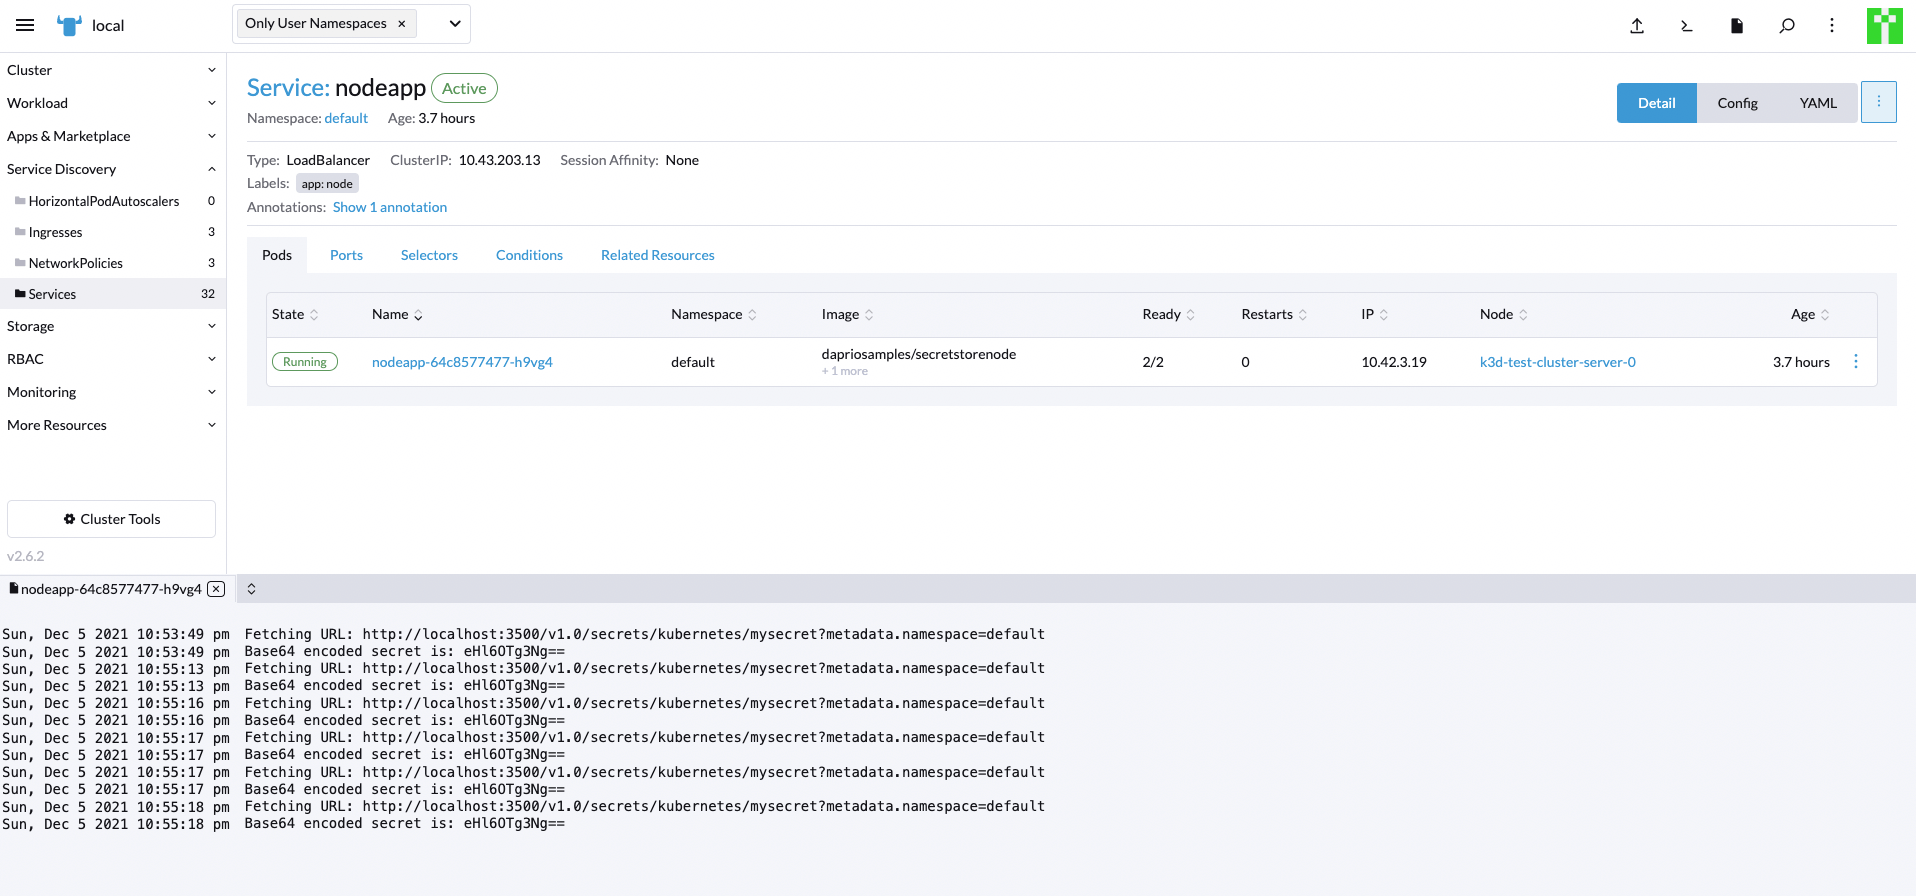 local
Only User Namespaces ×
Cluster
Workload
Apps & Marketplace
Service Discovery
HorizontalPodAutoscalers 0
Ingresses 3
NetworkPolicies 3
Services 32
Storage
RBAC
Monitoring
More Resources
Cluster Tools
v2.6.2
Service: nodeapp Active
Namespace: default Age: 3.7 hours
Detail Config YAML
Type: LoadBalancer ClusterIP: 10.43.203.13 Session Affinity: None
Labels: app: node
Annotations: Show 1 annotation
Pods Ports Selectors Conditions Related Resources
State Name Namespace Image Ready Restarts IP Node Age
Running nodeapp-64c8577477-h9vg4 default dapriosamples/secretstorenode 2/2 0 10.42.3.19 k3d-test-cluster-server-0 3.7 hours
+ 1 more
nodeapp-64c8577477-h9vg4
Sun, Dec 5 2021 10:53:49 pm Fetching URL: http://localhost:3500/v1.0/secrets/kubernetes/mysecret?metadata.namespace=default
Sun, Dec 5 2021 10:53:49 pm Base64 encoded secret is: eHl6OTg3Ng==
Sun, Dec 5 2021 10:55:13 pm Fetching URL: http://localhost:3500/v1.0/secrets/kubernetes/mysecret?metadata.namespace=default
Sun, Dec 5 2021 10:55:13 pm Base64 encoded secret is: eHl6OTg3Ng==
Sun, Dec 5 2021 10:55:16 pm Fetching URL: http://localhost:3500/v1.0/secrets/kubernetes/mysecret?metadata.namespace=default
Sun, Dec 5 2021 10:55:16 pm Base64 encoded secret is: eHl6OTg3Ng==
Sun, Dec 5 2021 10:55:17 pm Fetching URL: http://localhost:3500/v1.0/secrets/kubernetes/mysecret?metadata.namespace=default
Sun, Dec 5 2021 10:55:17 pm Base64 encoded secret is: eHl6OTg3Ng==
Sun, Dec 5 2021 10:55:17 pm Fetching URL: http://localhost:3500/v1.0/secrets/kubernetes/mysecret?metadata.namespace=default
Sun, Dec 5 2021 10:55:17 pm Base64 encoded secret is: eHl6OTg3Ng==
Sun, Dec 5 2021 10:55:18 pm Fetching URL: http://localhost:3500/v1.0/secrets/kubernetes/mysecret?metadata.namespace=default
Sun, Dec 5 2021 10:55:18 pm Base64 encoded secret is: eHl6OTg3Ng==